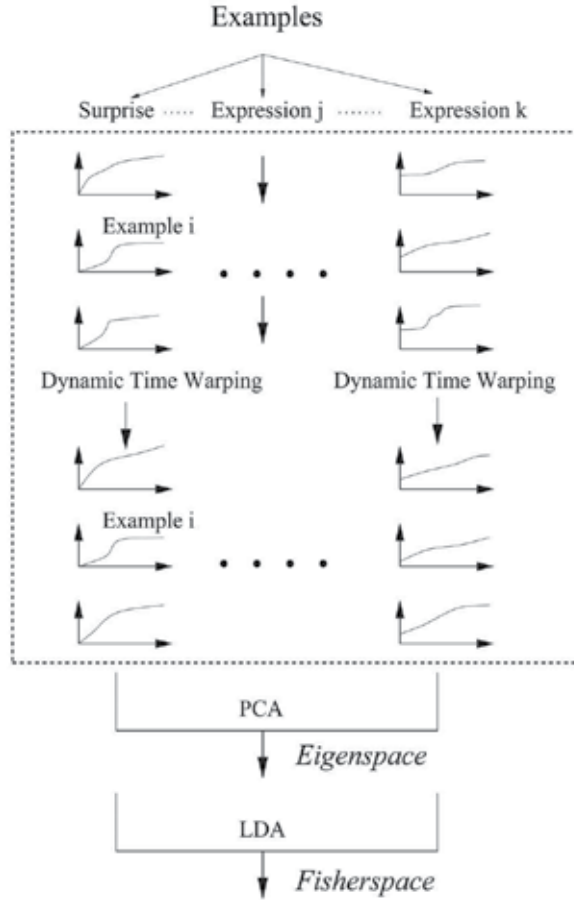 Examples
Surprise ..... Expression j ..... Expression k
Example i
Dynamic Time Warping Dynamic Time Warping
Example i
PCA
Eigenspace
LDA
Fisherspace